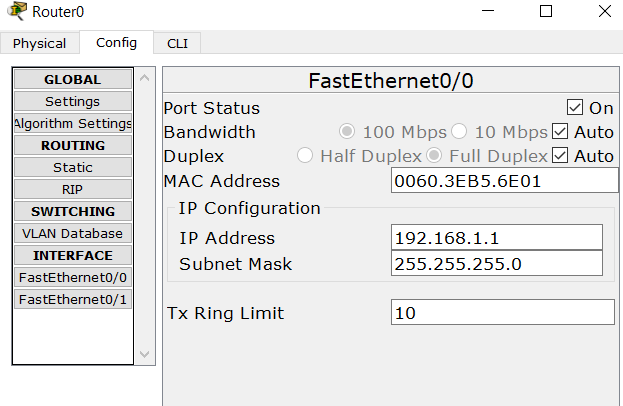 Router0
Physical Config CLI
GLOBAL
Settings
Algorithm Settings
ROUTING
Static
RIP
SWITCHING
VLAN Database
INTERFACE
FastEthernet0/0
FastEthernet0/1
FastEthernet0/0
Port Status On
Bandwidth 100 Mbps 10 Mbps Auto
Duplex Half Duplex Full Duplex Auto
MAC Address 0060.3EB5.6E01
IP Configuration
IP Address 192.168.1.1
Subnet Mask 255.255.255.0
Tx Ring Limit 10